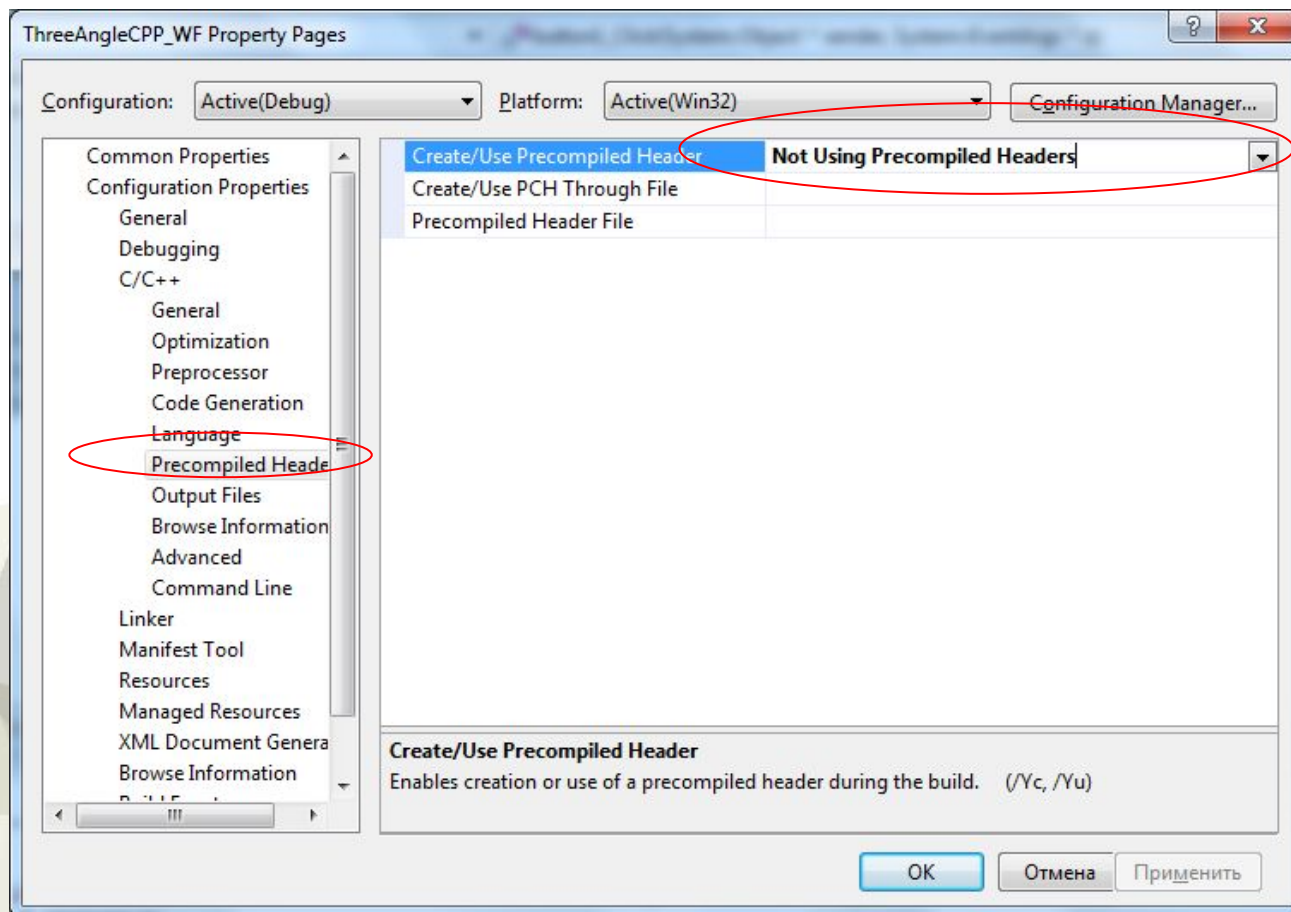 ThreeAngleCPP_WF Property Pages
Configuration: Active(Debug) Platform: Active(Win32) Configuration Manager...
Common Properties
Configuration Properties
General
Debugging
C/C++
General
Optimization
Preprocessor
Code Generation
Language
Precompiled Heade
Output Files
Browse Information
Advanced
Command Line
Linker
Manifest Tool
Resources
Managed Resources
XML Document Genera
Browse Information
Create/Use Precompiled Header Not Using Precompiled Headers
Create/Use PCH Through File
Precompiled Header File
Create/Use Precompiled Header
Enables creation or use of a precompiled header during the build. (/Yc, /Yu)
OK Отмена Применить